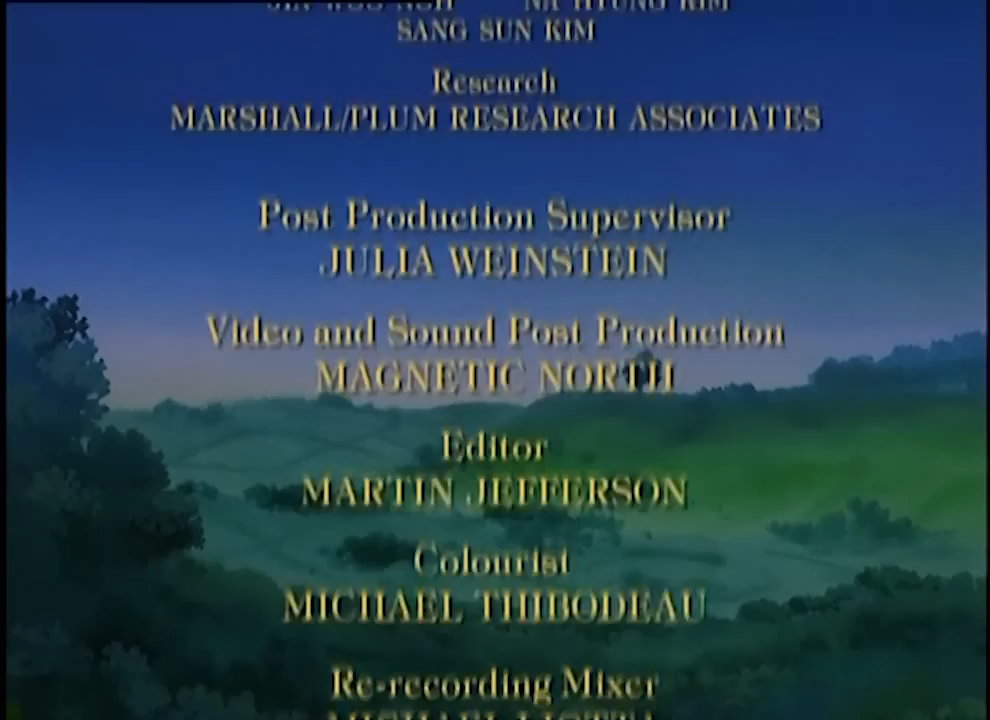 SANG SUN KIM
Research
MARSHALL/PLUM RESEARCH ASSOCIATES
Post Production Supervisor
JULIA WEINSTEIN
Video and Sound Post Production
MAGNETIC NORTH
Editor
MARTIN JEFFERSON
Colourist
MICHAEL THIBODEAU
Re-recording Mixer